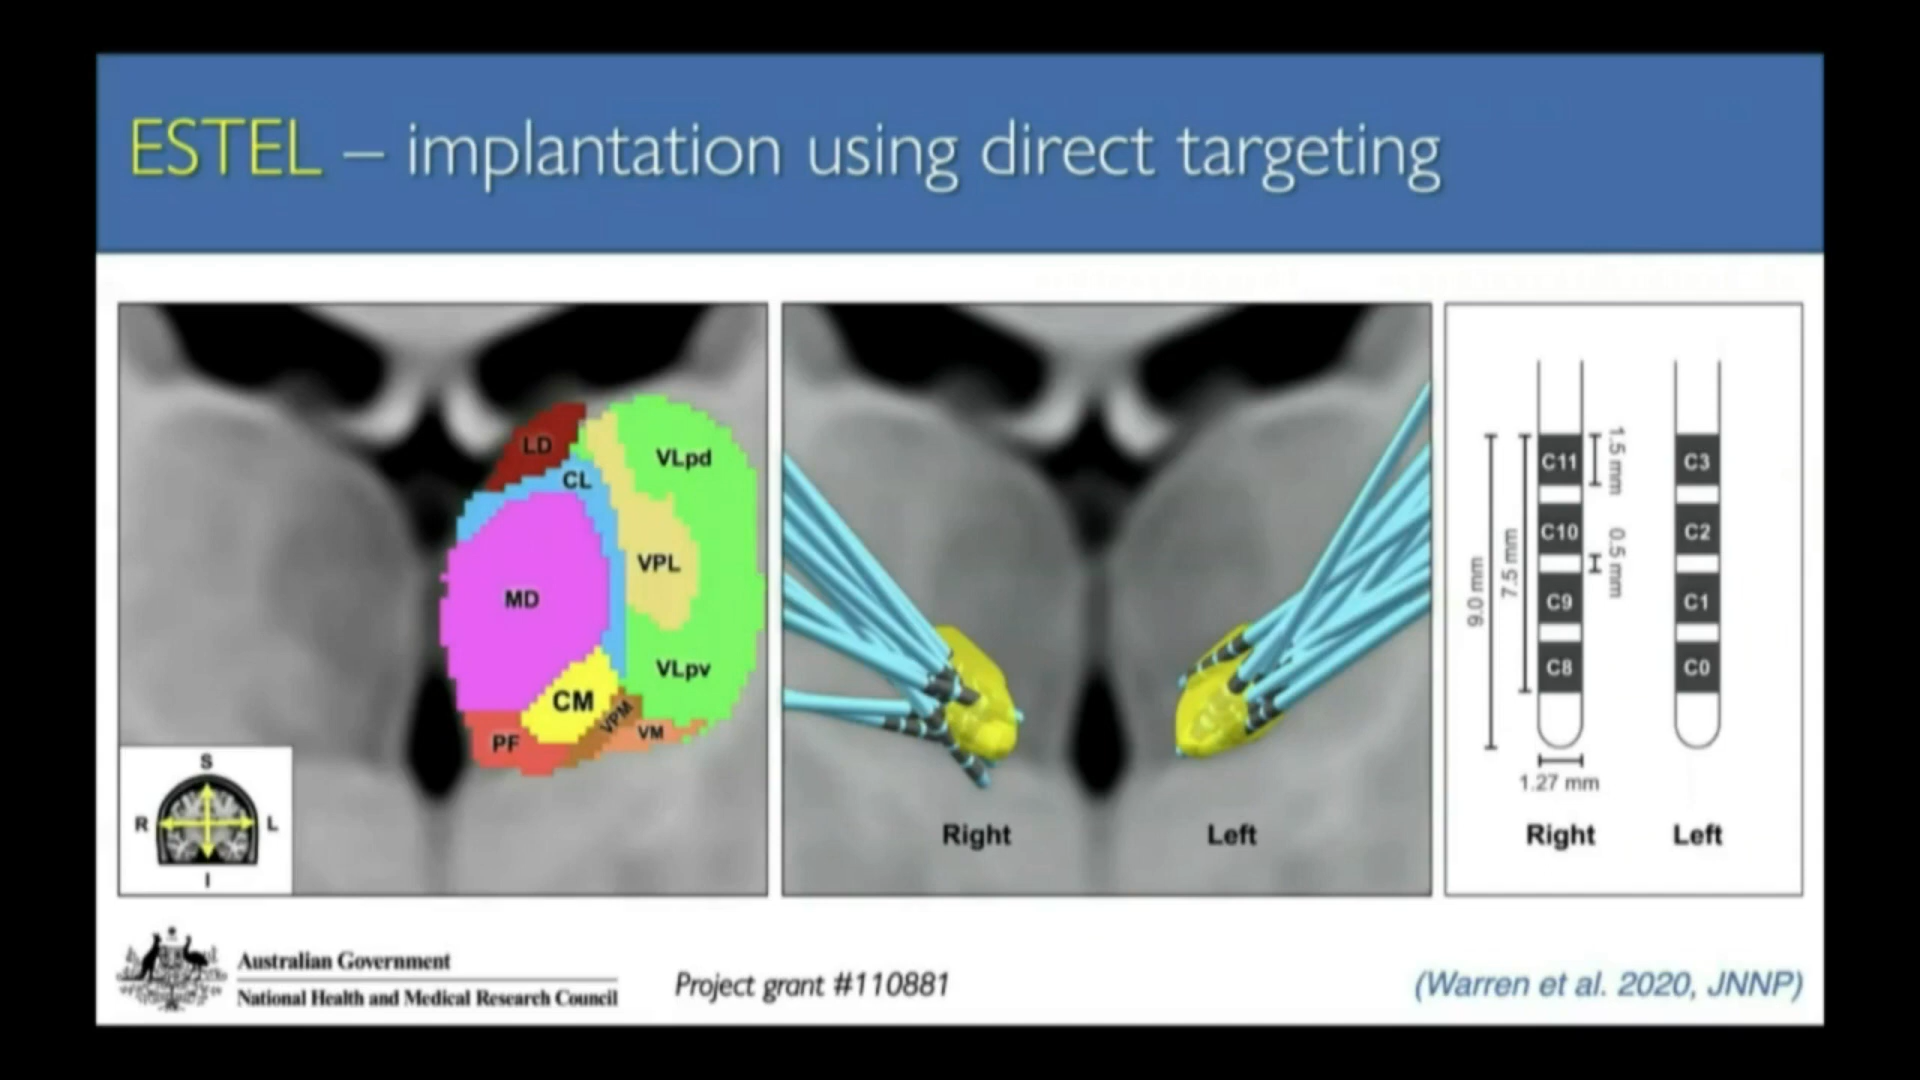 ESTEL – implantation using direct targeting
LD
CL
VLpd
VPL
MD
VLpv
CM
VPM
VM
PF
S
R
L
I
Right
Left
C11
C10
C9
C8
C3
C2
C1
C0
1.5 mm
0.5 mm
7.5 mm
9.0 mm
1.27 mm
Right
Left
Australian Government
National Health and Medical Research Council
Project grant #110881
(Warren et al. 2020, JNNP)